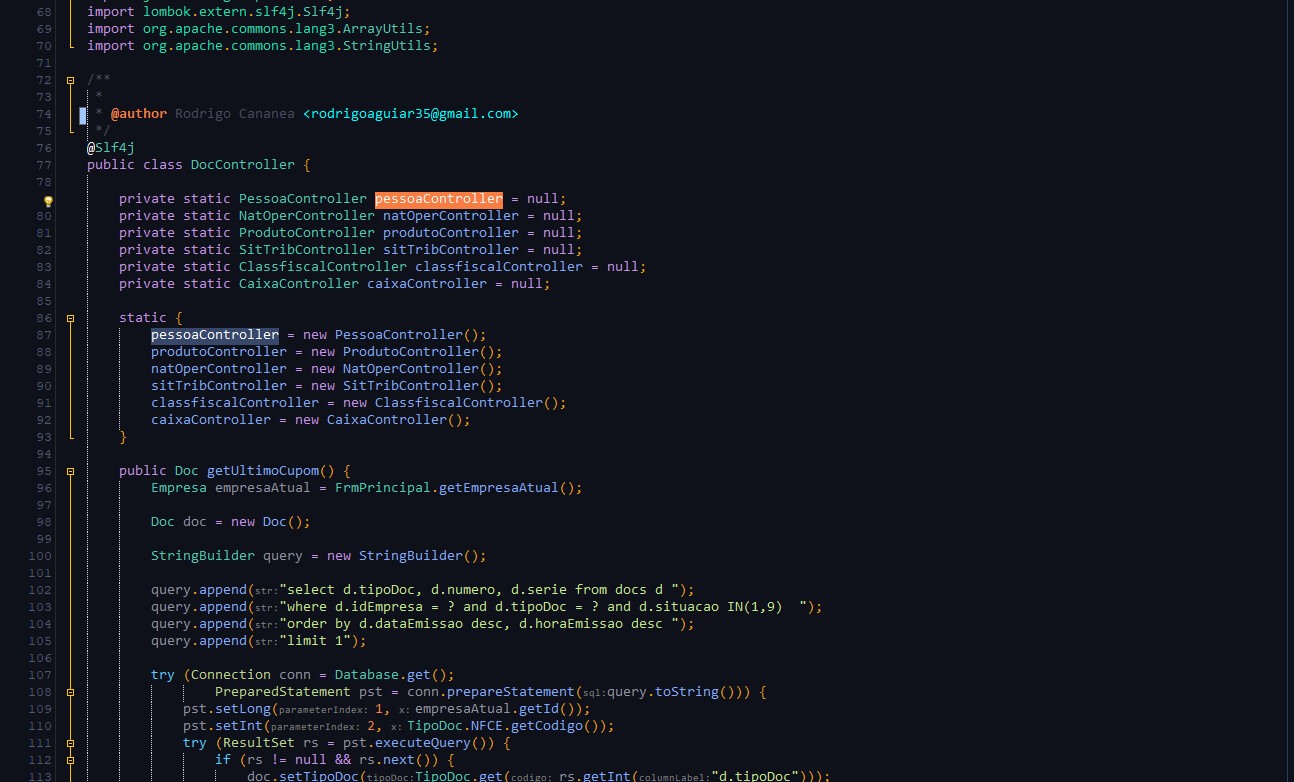 68 import lombok.extern.slf4j.Slf4j;
69 import org.apache.commons.lang3.ArrayUtils;
70 import org.apache.commons.lang3.StringUtils;
71
72 /**
73 *
74 * @author Rodrigo Cananea <rodrigoaguiar35@gmail.com>
75 */
76 @Slf4j
77 public class DocController {
78
private static PessoaController pessoaController = null;
80 private static NatOperController natOperController = null;
81 private static ProdutoController produtoController = null;
82 private static SitTribController sitTribController = null;
83 private static ClassfiscalController classfiscalController = null;
84 private static CaixaController caixaController = null;
85
86 static {
87 pessoaController = new PessoaController();
88 produtoController = new ProdutoController();
89 natOperController = new NatOperController();
90 sitTribController = new SitTribController();
91 classfiscalController = new ClassfiscalController();
92 caixaController = new CaixaController();
93 }
94
95 public Doc getUltimoCupom() {
96 Empresa empresaAtual = FrmPrincipal.getEmpresaAtual();
97
98 Doc doc = new Doc();
99
100 StringBuilder query = new StringBuilder();
101
102 query.append(str:"select d.tipoDoc, d.numero, d.serie from docs d ");
103 query.append(str:"where d.idEmpresa = ? and d.tipoDoc = ? and d.situacao IN(1,9)  ");
104 query.append(str:"order by d.dataEmissao desc, d.horaEmissao desc ");
105 query.append(str:"limit 1");
106
107 try (Connection conn = Database.get();
108 PreparedStatement pst = conn.prepareStatement(sql:query.toString())) {
109 pst.setLong(parameterIndex: 1, x: empresaAtual.getId());
110 pst.setInt(parameterIndex: 2, x: TipoDoc.NFCE.getCodigo());
111 try (ResultSet rs = pst.executeQuery()) {
112 if (rs != null && rs.next()) {
113 doc.setTipoDoc(tipoDoc:TipoDoc.get(codigo: rs.getInt(columnLabel:"d.tipoDoc")));